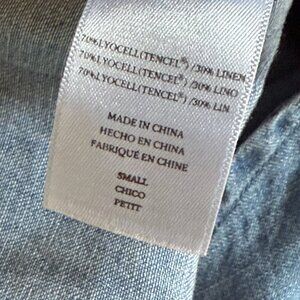 70%LYOCELL(TENCEL®)/30% LINEN
70%LYOCELL(TENCEL®)/30% LINO
70%LYOCELL(TENCEL®)/30% LIN
MADE IN CHINA
HECHO EN CHINA
FABRIQUÉ EN CHINE
SMALL
CHICO
PETIT